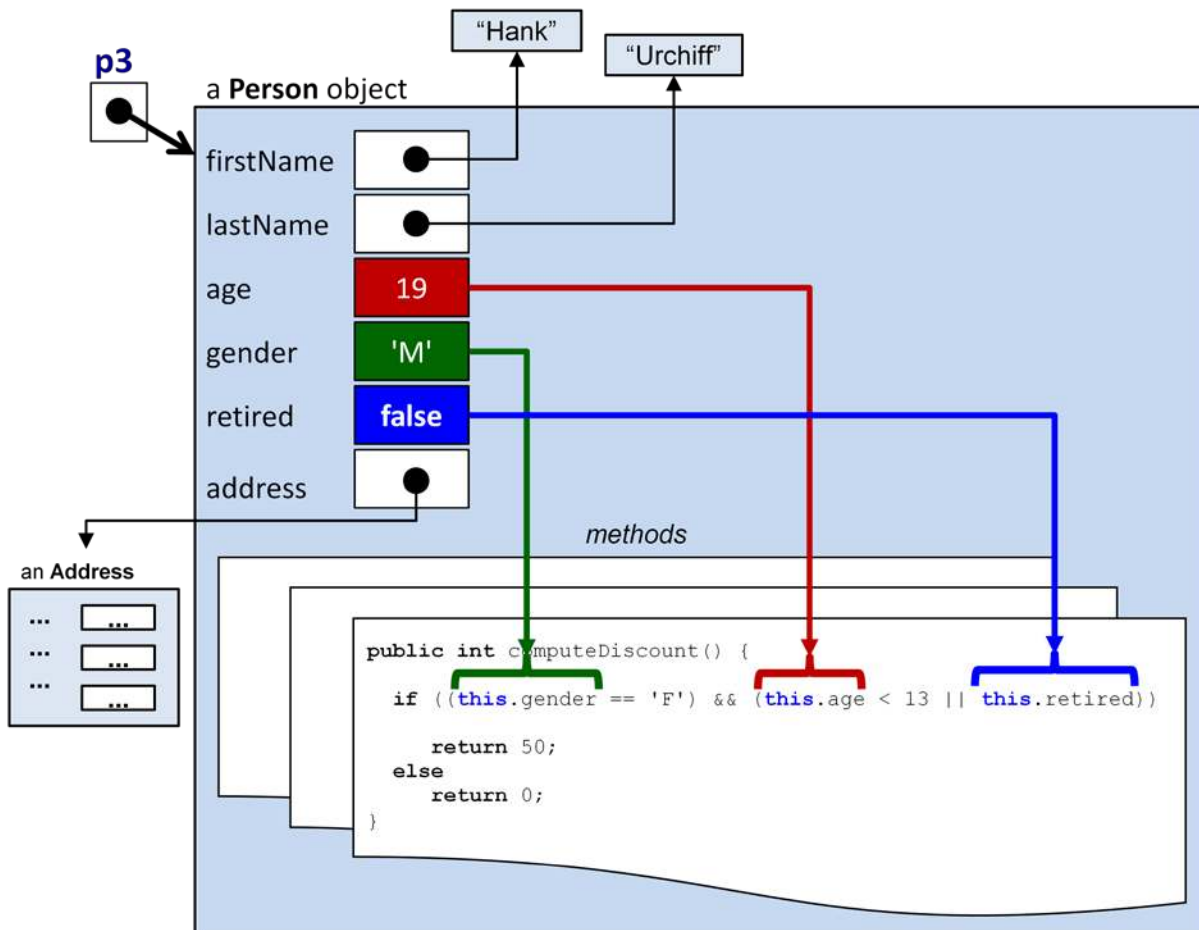 “Hank”
“Urchiff”
p3
a Person object
firstName
lastName
age 19
gender 'M'
retired false
address
methods
an Address
... ...
... ...
... ...
public int computeDiscount() {
if ((this.gender == 'F') && (this.age < 13 || this.retired))
return 50;
else
return 0;
}